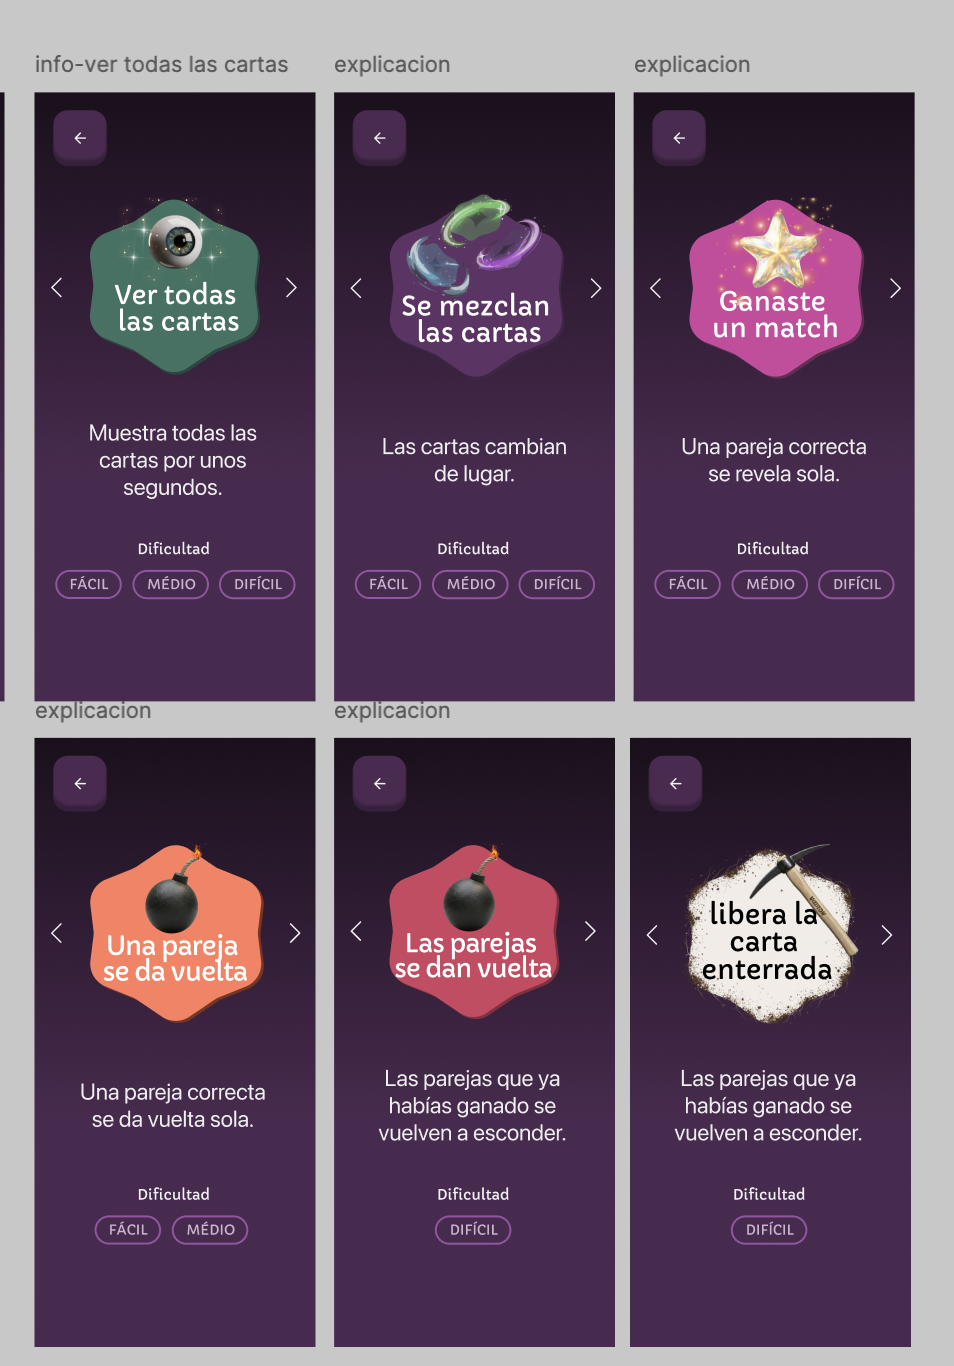 info-ver todas las cartas
explicacion
explicacion
Ver todas
las cartas
Muestra todas las
cartas por unos
segundos.
Dificultad
FÁCIL MÉDIO DIFÍCIL
Se mezclan
las cartas
Las cartas cambian
de lugar.
Dificultad
FÁCIL MÉDIO DIFÍCIL
Ganaste
un match
Una pareja correcta
se revela sola.
Dificultad
FÁCIL MÉDIO DIFÍCIL
explicacion
explicacion
Una pareja
se da vuelta
Una pareja correcta
se da vuelta sola.
Dificultad
FÁCIL MÉDIO
Las parejas
se dan vuelta
Las parejas que ya
habías ganado se
vuelven a esconder.
Dificultad
DIFÍCIL
libera la
carta
enterrada
Las parejas que ya
habías ganado se
vuelven a esconder.
Dificultad
DIFÍCIL